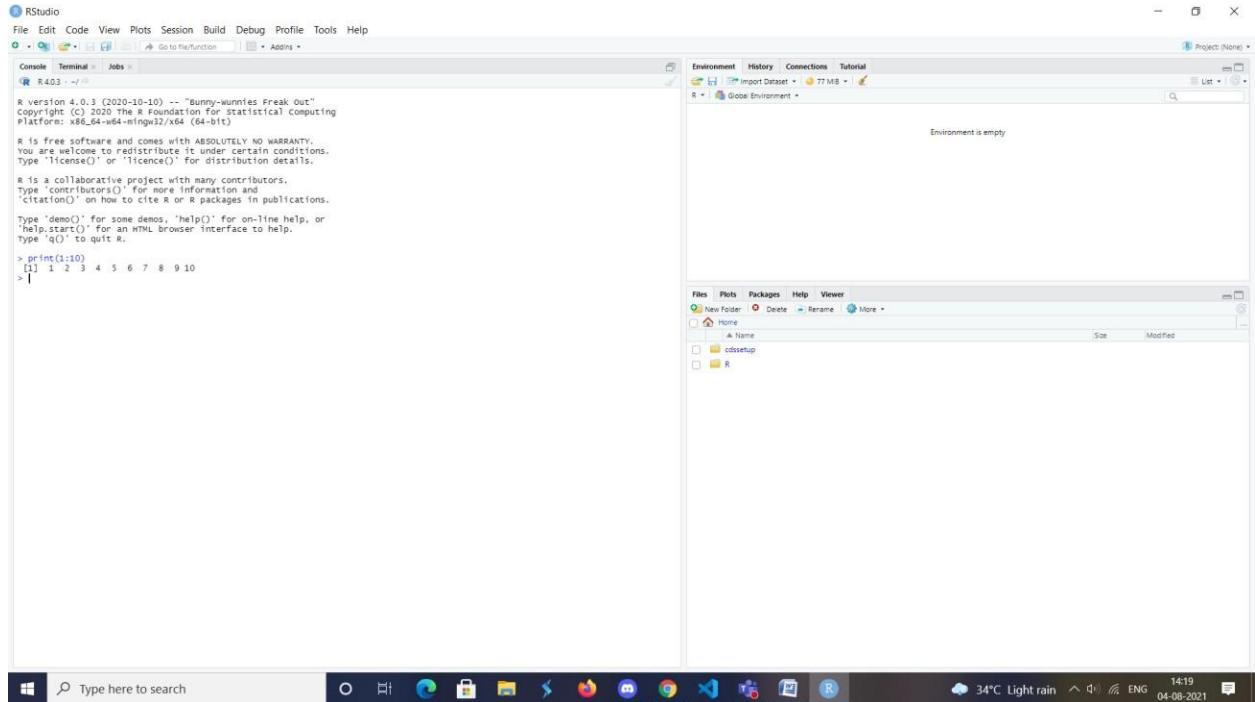 RStudio
File Edit Code View Plots Session Build Debug Profile Tools Help
Go to file/function Addins
Project: (None)
Console Terminal Jobs
R 4.0.3 · ~/
R version 4.0.3 (2020-10-10) -- "Bunny-Wunnies Freak Out"
Copyright (C) 2020 The R Foundation for Statistical Computing
Platform: x86_64-w64-mingw32/x64 (64-bit)
R is free software and comes with ABSOLUTELY NO WARRANTY.
You are welcome to redistribute it under certain conditions.
Type 'license()' or 'licence()' for distribution details.
R is a collaborative project with many contributors.
Type 'contributors()' for more information and
'citation()' on how to cite R or R packages in publications.
Type 'demo()' for some demos, 'help()' for on-line help, or
'help.start()' for an HTML browser interface to help.
Type 'q()' to quit R.
> print(1:10)
[1] 1 2 3 4 5 6 7 8 9 10
>
Environment History Connections Tutorial
Import Dataset 77 MiB List
R Global Environment
Environment is empty
Files Plots Packages Help Viewer
New Folder Delete Rename More
Home
Name Size Modified
cdssetup
R
Type here to search
34°C Light rain ENG
14:19
04-08-2021